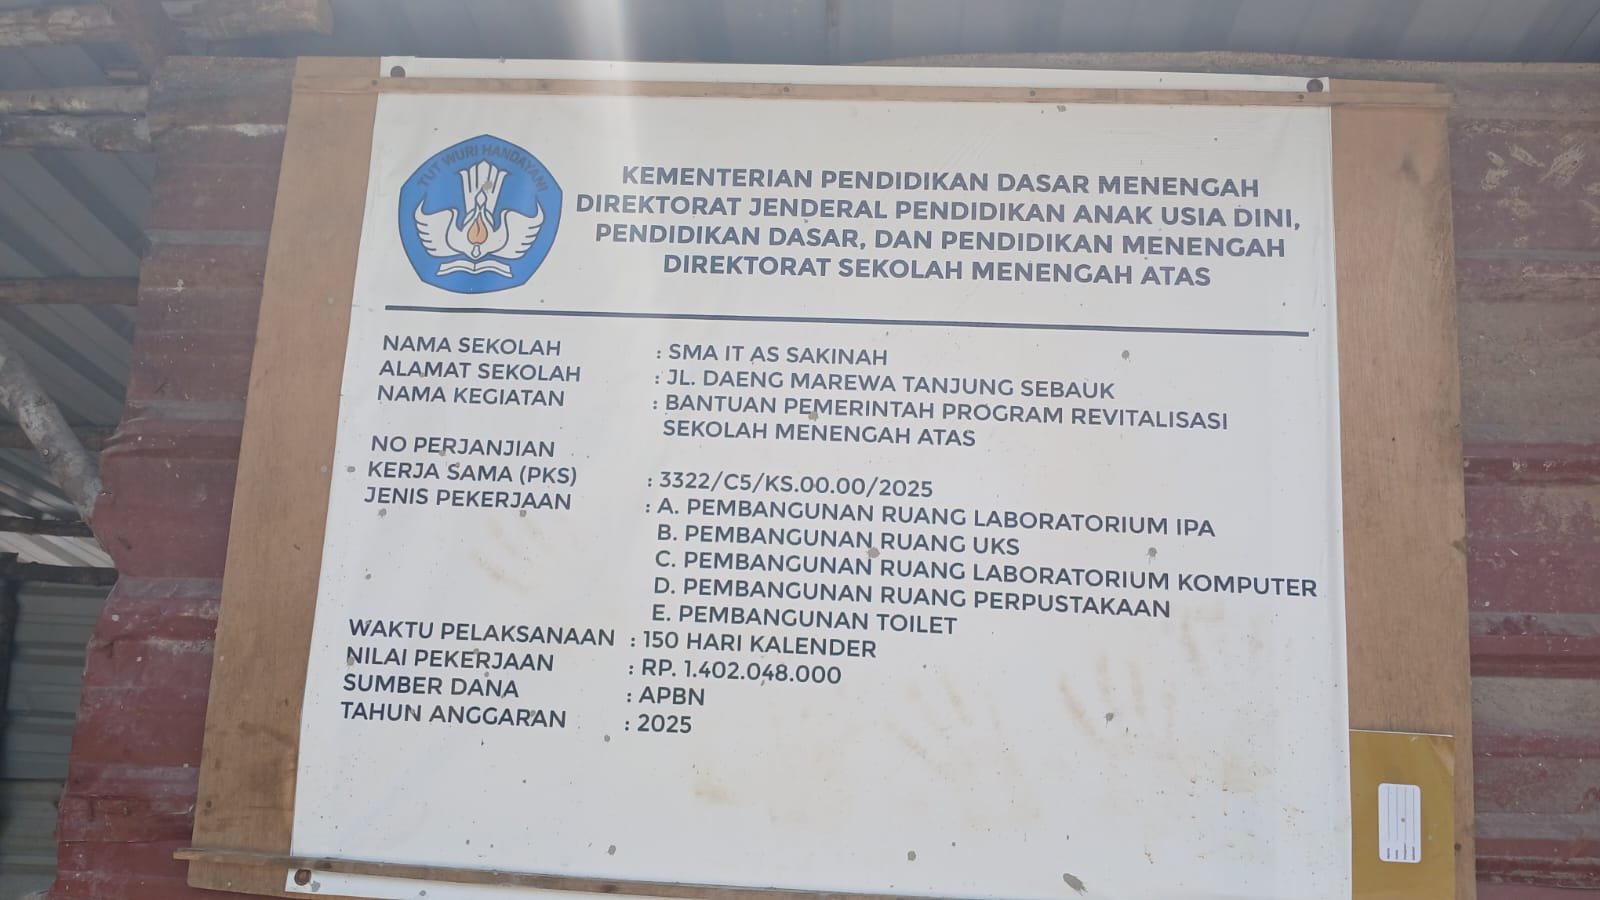 TUT WURI HANDAYANI
KEMENTERIAN PENDIDIKAN DASAR MENENGAH
DIREKTORAT JENDERAL PENDIDIKAN ANAK USIA DINI,
PENDIDIKAN DASAR, DAN PENDIDIKAN MENENGAH
DIREKTORAT SEKOLAH MENENGAH ATAS
NAMA SEKOLAH : SMA IT AS SAKINAH
ALAMAT SEKOLAH : JL. DAENG MAREWA TANJUNG SEBAUK
NAMA KEGIATAN : BANTUAN PEMERINTAH PROGRAM REVITALISASI
SEKOLAH MENENGAH ATAS
NO PERJANJIAN
KERJA SAMA (PKS) : 3322/C5/KS.00.00/2025
JENIS PEKERJAAN : A. PEMBANGUNAN RUANG LABORATORIUM IPA
B. PEMBANGUNAN RUANG UKS
C. PEMBANGUNAN RUANG LABORATORIUM KOMPUTER
D. PEMBANGUNAN RUANG PERPUSTAKAAN
E. PEMBANGUNAN TOILET
WAKTU PELAKSANAAN : 150 HARI KALENDER
NILAI PEKERJAAN : RP. 1.402.048.000
SUMBER DANA : APBN
TAHUN ANGGARAN : 2025